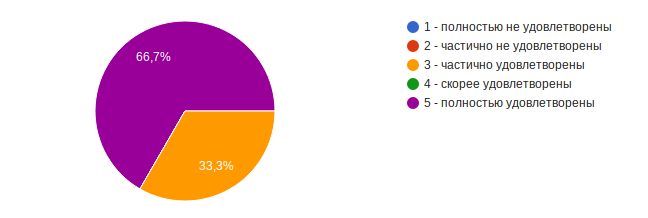 66,7%
33,3%
1 - полностью не удовлетворены
2 - частично не удовлетворены
3 - частично удовлетворены
4 - скорее удовлетворены
5 - полностью удовлетворены